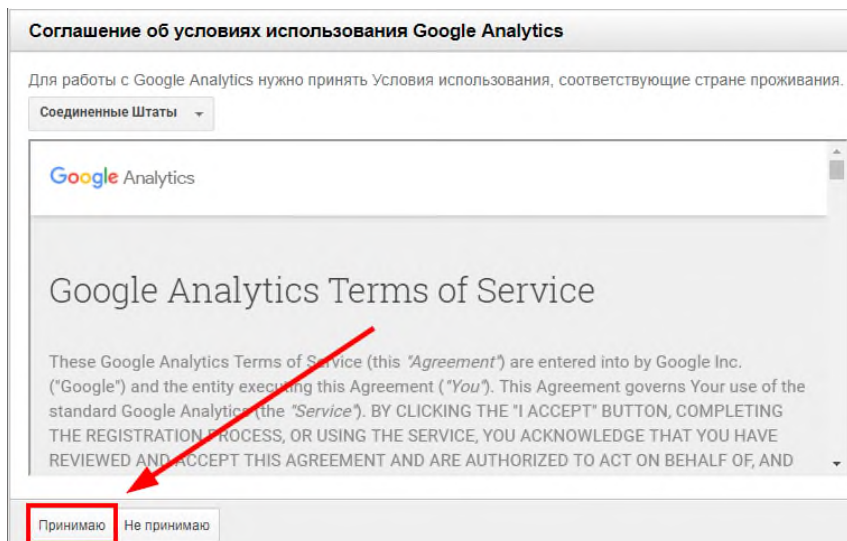 Соглашение об условиях использования Google Analytics
Для работы с Google Analytics нужно принять Условия использования, соответствующие стране проживания.
Соединенные Штаты
Google Analytics
Google Analytics Terms of Service
These Google Analytics Terms of Service (this "Agreement") are entered into by Google Inc.
("Google") and the entity executing this Agreement ("You"). This Agreement governs Your use of the
standard Google Analytics (the "Service"). BY CLICKING THE "I ACCEPT" BUTTON, COMPLETING
THE REGISTRATION PROCESS, OR USING THE SERVICE, YOU ACKNOWLEDGE THAT YOU HAVE
REVIEWED AND ACCEPT THIS AGREEMENT AND ARE AUTHORIZED TO ACT ON BEHALF OF, AND
Принимаю Не принимаю